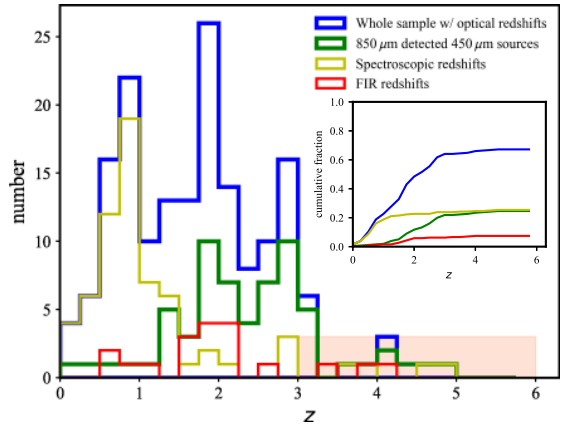 Whole sample w/ optical redshifts
850 μm detected 450 μm sources
Spectroscopic redshifts
FIR redshifts
number
25
20
15
10
5
0
0 1 2 3 4 5 6
z
cumulative fraction
1.0
0.8
0.6
0.4
0.2
0.0
0 2 4 6
z